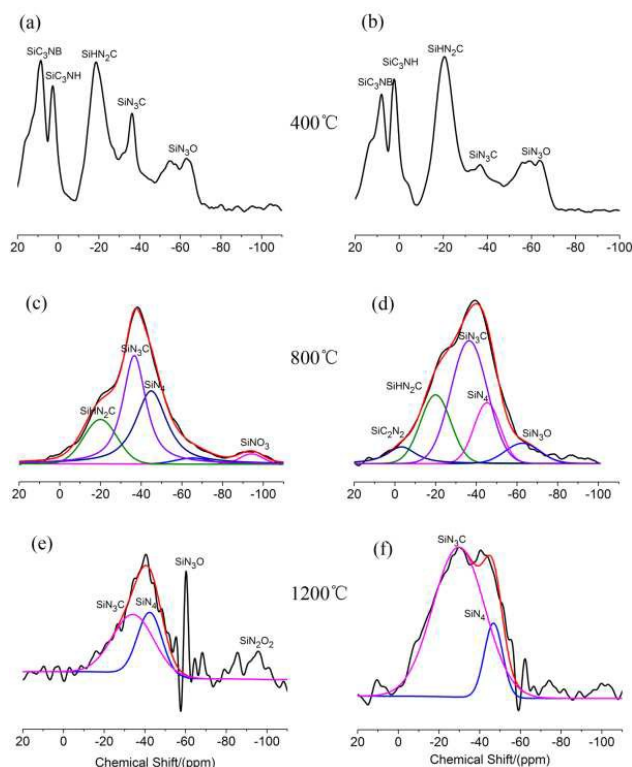 (a)
SiC₃NB
SiC₃NH
SiHN₂C
SiN₃C
SiN₃O
20 0 -20 -40 -60 -80 -100
(b)
SiC₃NB
SiC₃NH
SiHN₂C
SiN₃C
SiN₃O
20 0 -20 -40 -60 -80 -100
400℃
(c)
SiHN₂C
SiN₃C
SiN₄
SiNO₃
20 0 -20 -40 -60 -80 -100
(d)
SiC₂N₂
SiHN₂C
SiN₃C
SiN₄
SiN₃O
20 0 -20 -40 -60 -80 -100
800℃
(e)
SiN₃C
SiN₄
SiN₃O
SiN₂O₂
20 0 -20 -40 -60 -80 -100
Chemical Shift/(ppm)
(f)
SiN₃C
SiN₄
20 0 -20 -40 -60 -80 -100
Chemical Shift/(ppm)
1200℃